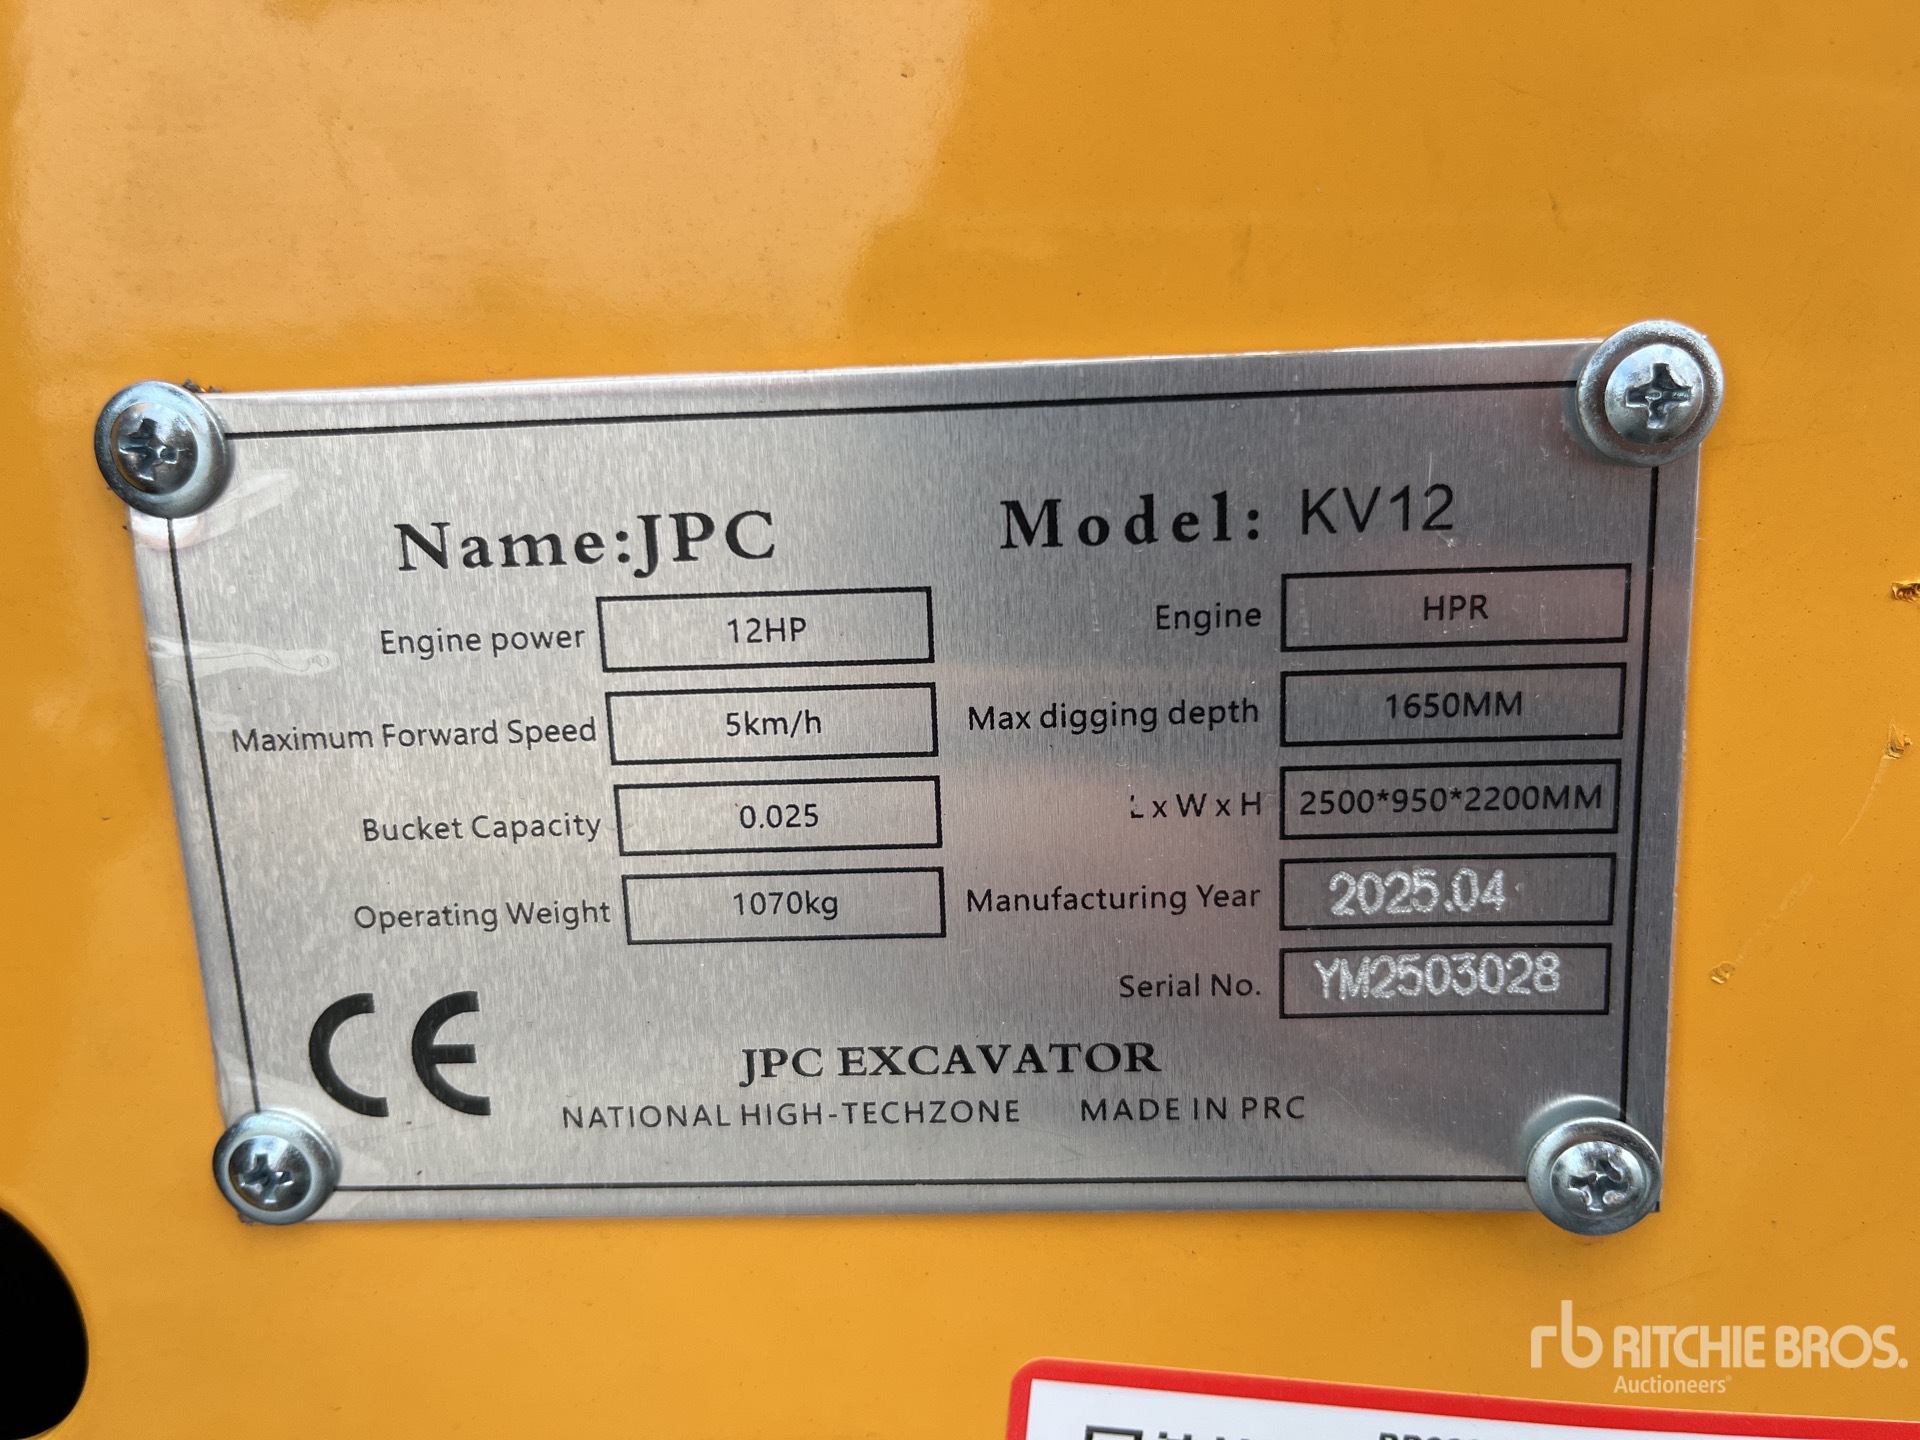 Name:JPC
Model: KV12
Engine power 12HP
Engine HPR
Maximum Forward Speed 5km/h
Max digging depth 1650MM
Bucket Capacity 0.025
L x W x H 2500*950*2200MM
Operating Weight 1070kg
Manufacturing Year 2025.04
Serial No. YM2503028
CE
JPC EXCAVATOR
NATIONAL HIGH-TECHZONE MADE IN PRC
rb RITCHIE BROS.
Auctioneers